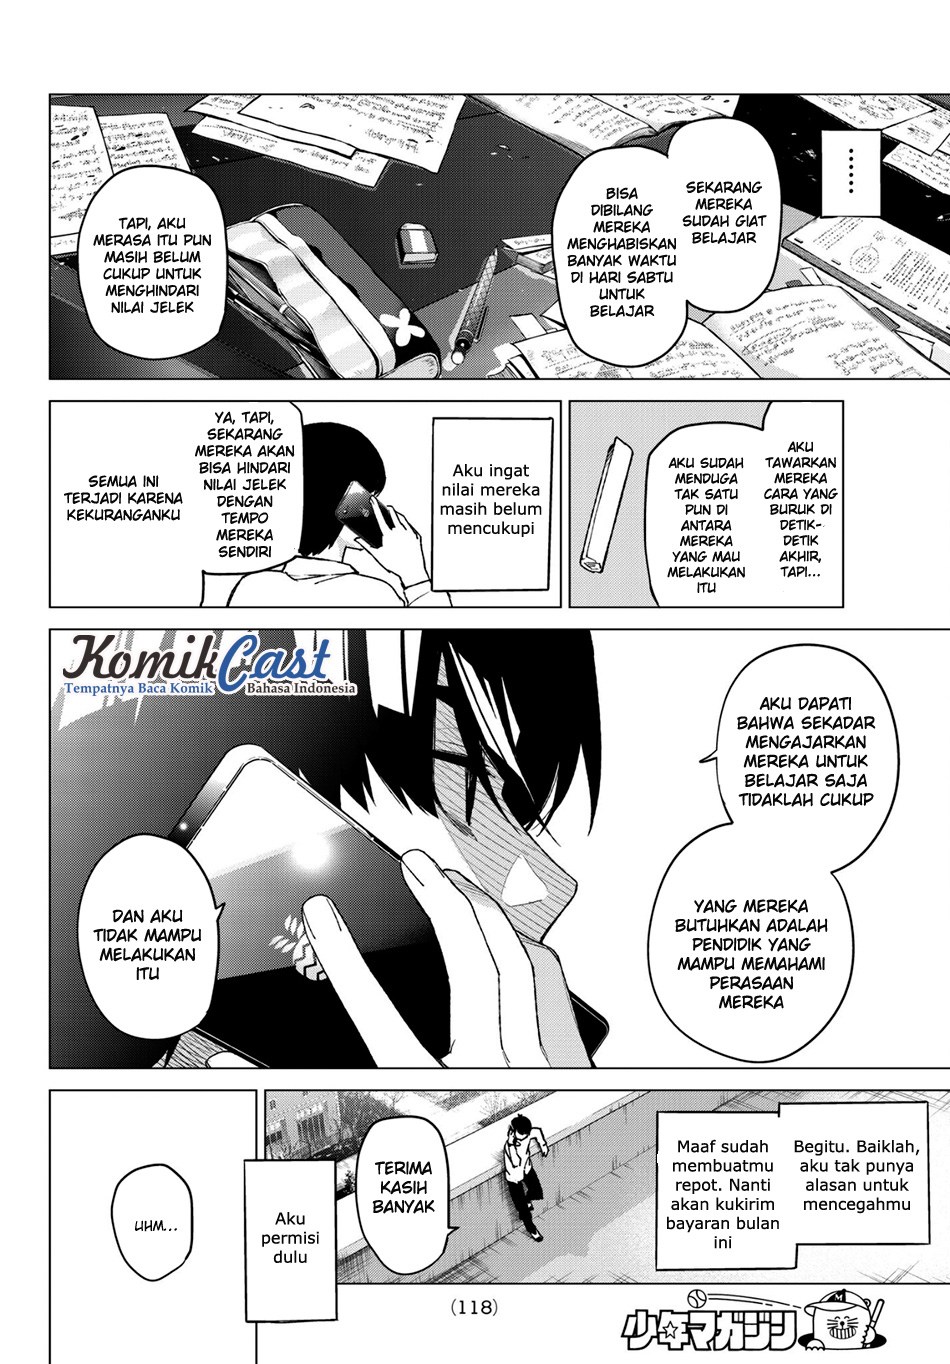 ........
SEKARANG
MEREKA
SUDAH GIAT
BELAJAR
BISA
DIBILANG
MEREKA
MENGHABISKAN
BANYAK WAKTU
DI HARI SABTU
UNTUK
BELAJAR
TAPI, AKU
MERASA ITU PUN
MASIH BELUM
CUKUP UNTUK
MENGHINDARI
NILAI JELEK
AKU
TAWARKAN
MEREKA
CARA YANG
BURUK DI
DETIK-
DETIK
AKHIR,
TAPI...
AKU SUDAH
MENDUGA
TAK SATU
PUN DI
ANTARA
MEREKA
YANG MAU
MELAKUKAN
ITU
Aku ingat
nilai mereka
masih belum
mencukupi
YA, TAPI,
SEKARANG
MEREKA AKAN
BISA HINDARI
NILAI JELEK
DENGAN
TEMPO
MEREKA
SENDIRI
SEMUA INI
TERJADI KARENA
KEKURANGANKU
KomikCast
Tempatnya Baca Komik Bahasa Indonesia
AKU DAPATI
BAHWA SEKADAR
MENGAJARKAN
MEREKA UNTUK
BELAJAR SAJA
TIDAKLAH CUKUP
YANG MEREKA
BUTUHKAN ADALAH
PENDIDIK YANG
MAMPU MEMAHAMI
PERASAAN
MEREKA
DAN AKU
TIDAK MAMPU
MELAKUKAN
ITU
Begitu. Baiklah,
aku tak punya
alasan untuk
mencegahmu
Maaf sudah
membuatmu
repot. Nanti
akan kukirim
bayaran bulan
ini
TERIMA
KASIH
BANYAK
Aku
permisi
dulu
UHM...
(118)
少年マガジン
M